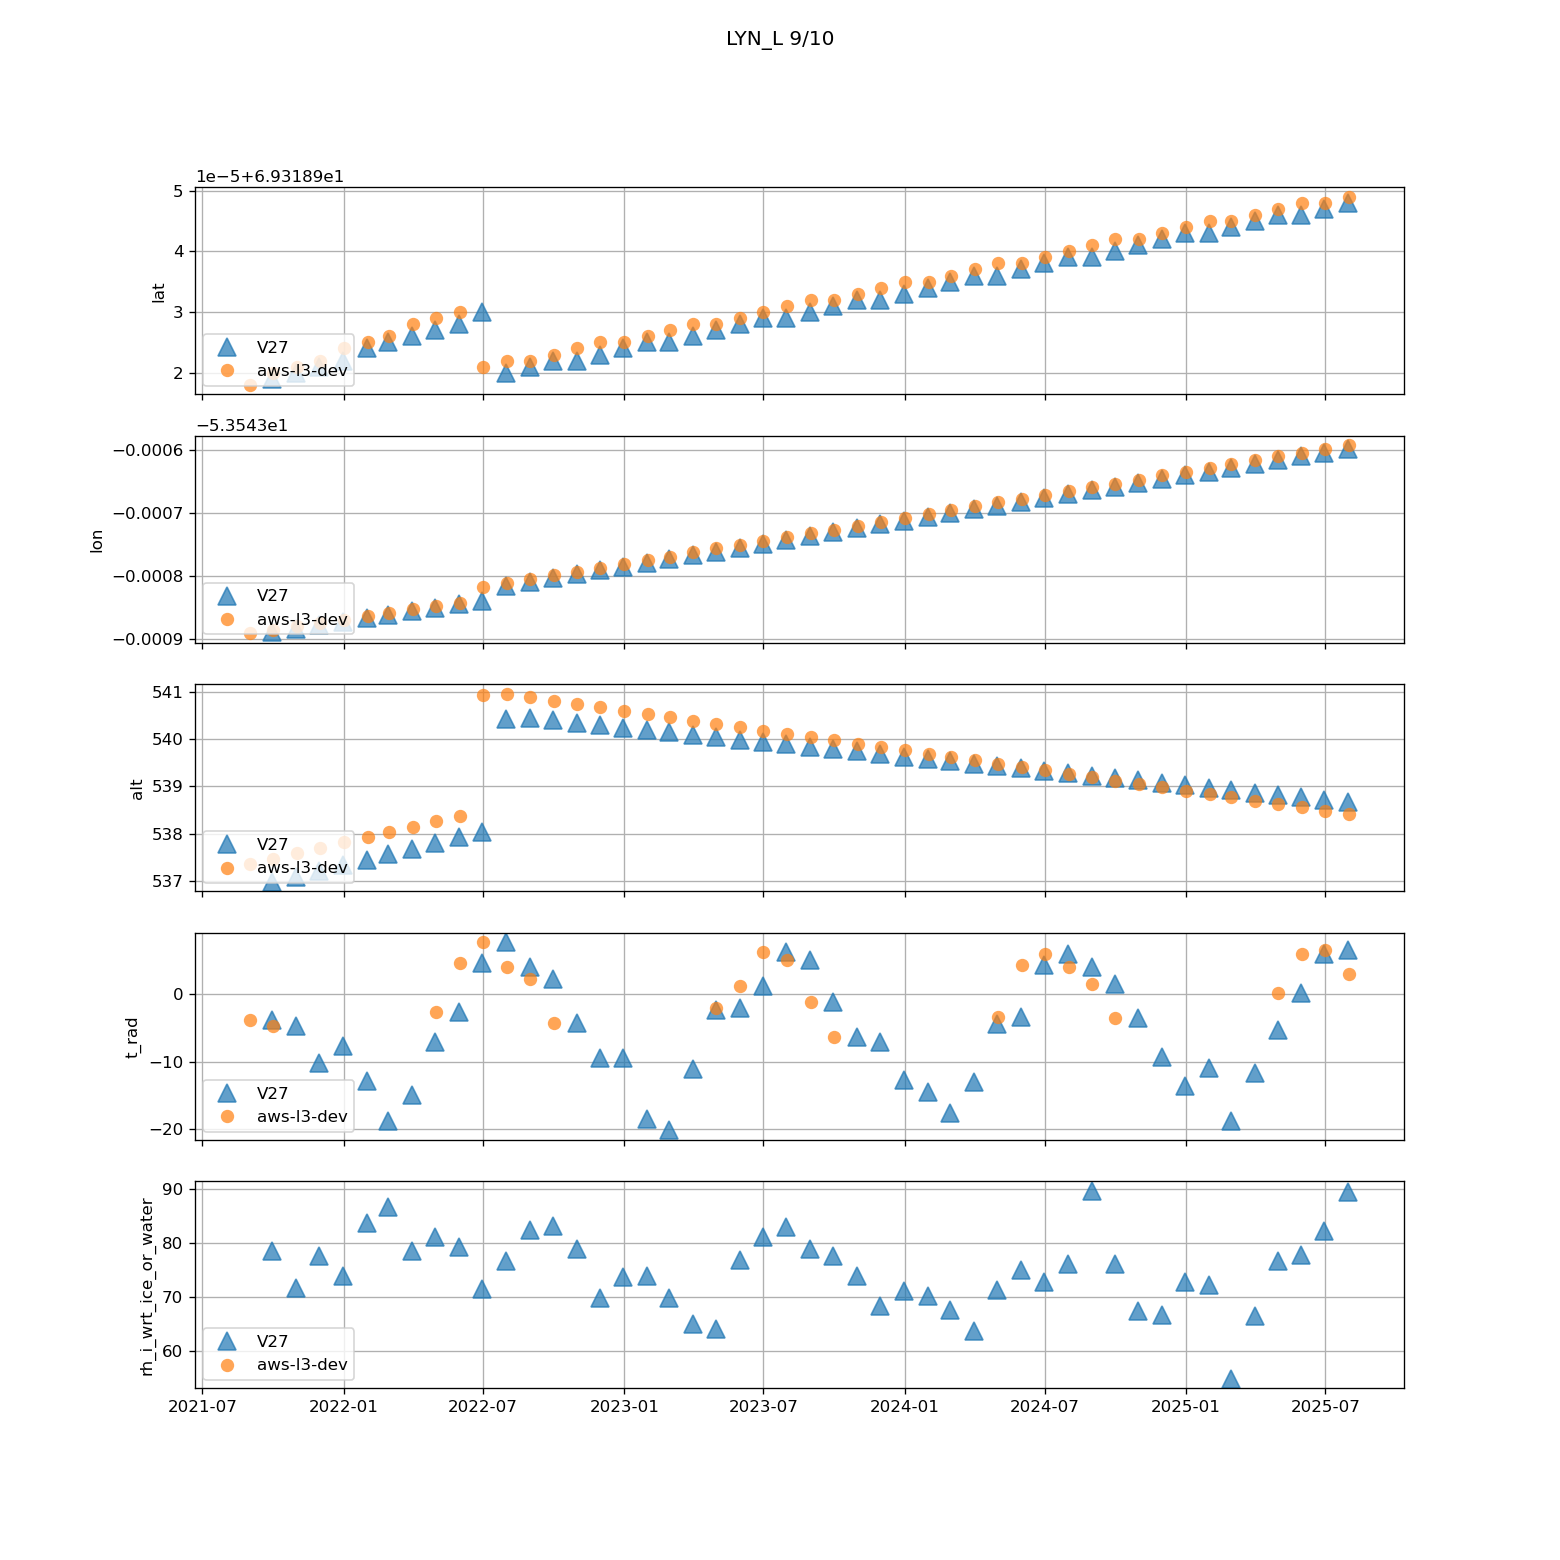 LYN_L 9/10
1e−5+6.93189e1
5
4
3
2
lat
V27
aws-l3-dev
−5.3543e1
−0.0006
−0.0007
−0.0008
−0.0009
lon
V27
aws-l3-dev
541
540
539
538
537
alt
V27
aws-l3-dev
0
−10
−20
t_rad
V27
aws-l3-dev
90
80
70
60
rh_i_wrt_ice_or_water
V27
aws-l3-dev
2021-07 2022-01 2022-07 2023-01 2023-07 2024-01 2024-07 2025-01 2025-07